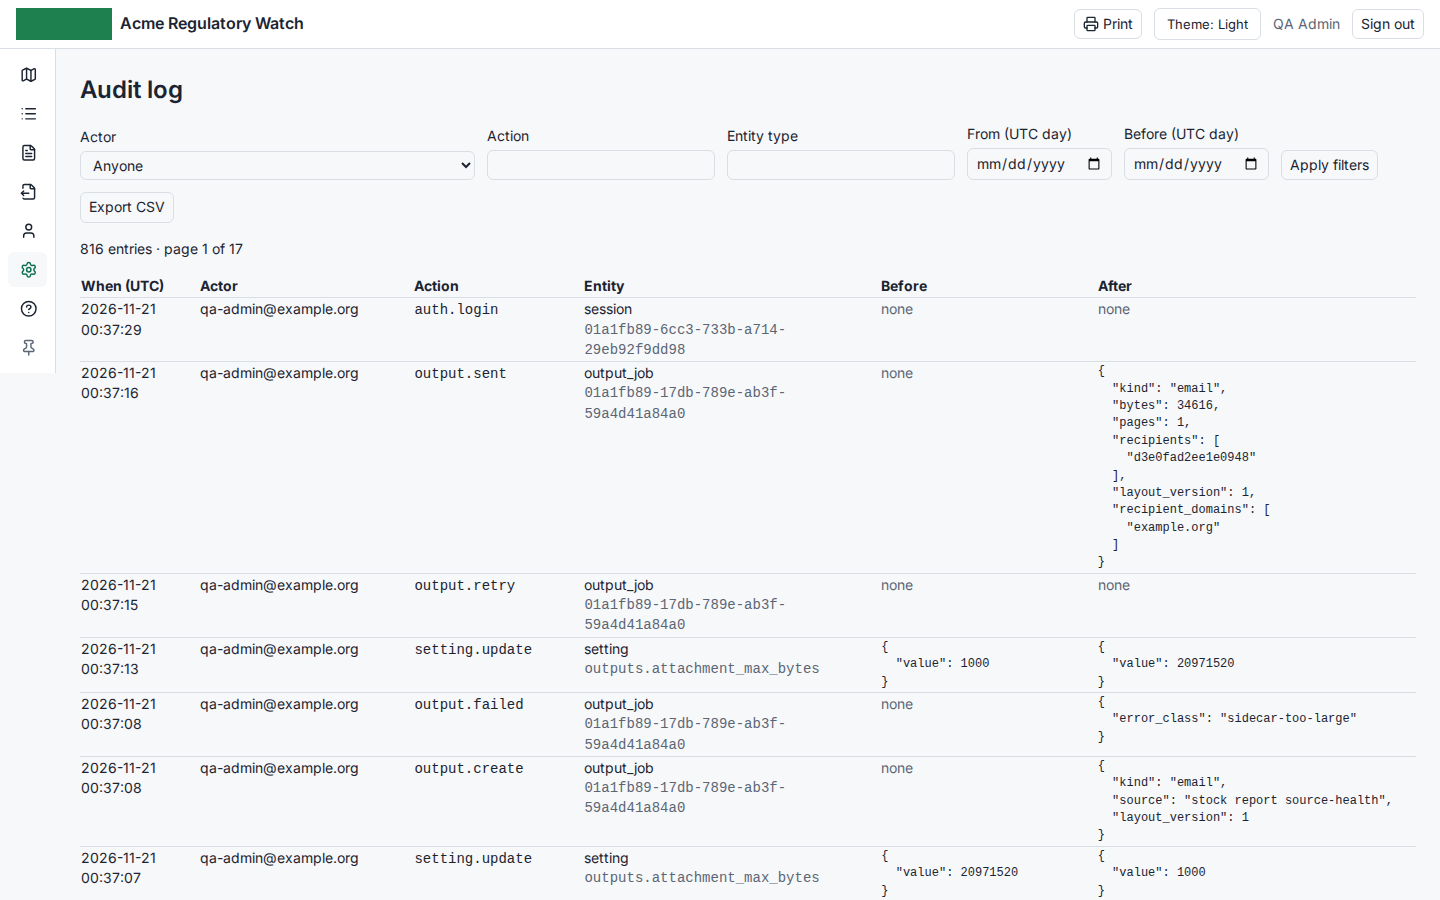 Acme Regulatory Watch
Print
Theme: Light
QA Admin
Sign out
Audit log
Actor
Action
Entity type
From (UTC day)
Before (UTC day)
Anyone
mm/dd/yyyy
mm/dd/yyyy
Apply filters
Export CSV
816 entries · page 1 of 17
When (UTC) Actor Action Entity Before After
2026-11-21 qa-admin@example.org auth.login session none none
00:37:29 01a1fb89-6cc3-733b-a714-
29eb92f9dd98
2026-11-21 qa-admin@example.org output.sent output_job none {
00:37:16 01a1fb89-17db-789e-ab3f- "kind": "email",
59a4d41a84a0 "bytes": 34616,
"pages": 1,
"recipients": [
"d3e0fad2ee1e0948"
],
"layout_version": 1,
"recipient_domains": [
"example.org"
]
}
2026-11-21 qa-admin@example.org output.retry output_job none none
00:37:15 01a1fb89-17db-789e-ab3f-
59a4d41a84a0
2026-11-21 qa-admin@example.org setting.update setting { {
00:37:13 outputs.attachment_max_bytes "value": 1000 "value": 20971520
} }
2026-11-21 qa-admin@example.org output.failed output_job none {
00:37:08 01a1fb89-17db-789e-ab3f- "error_class": "sidecar-too-large"
59a4d41a84a0 }
2026-11-21 qa-admin@example.org output.create output_job none {
00:37:08 01a1fb89-17db-789e-ab3f- "kind": "email",
59a4d41a84a0 "source": "stock report source-health",
"layout_version": 1
}
2026-11-21 qa-admin@example.org setting.update setting { {
00:37:07 outputs.attachment_max_bytes "value": 20971520 "value": 1000
} }